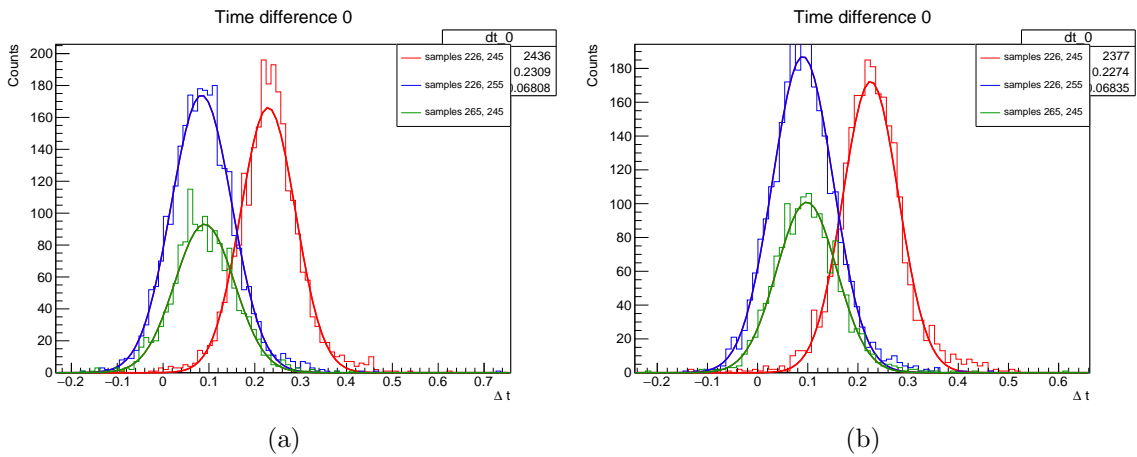 Time difference 0
dt_0
2436
0.2309
0.06808
samples 226, 245
samples 226, 255
samples 265, 245
Counts
200
180
160
140
120
100
80
60
40
20
0
−0.2 −0.1 0 0.1 0.2 0.3 0.4 0.5 0.6 0.7
Δ t
(a)
Time difference 0
dt_0
2377
0.2274
0.06835
samples 226, 245
samples 226, 255
samples 265, 245
Counts
180
160
140
120
100
80
60
40
20
0
−0.2 −0.1 0 0.1 0.2 0.3 0.4 0.5 0.6
Δ t
(b)